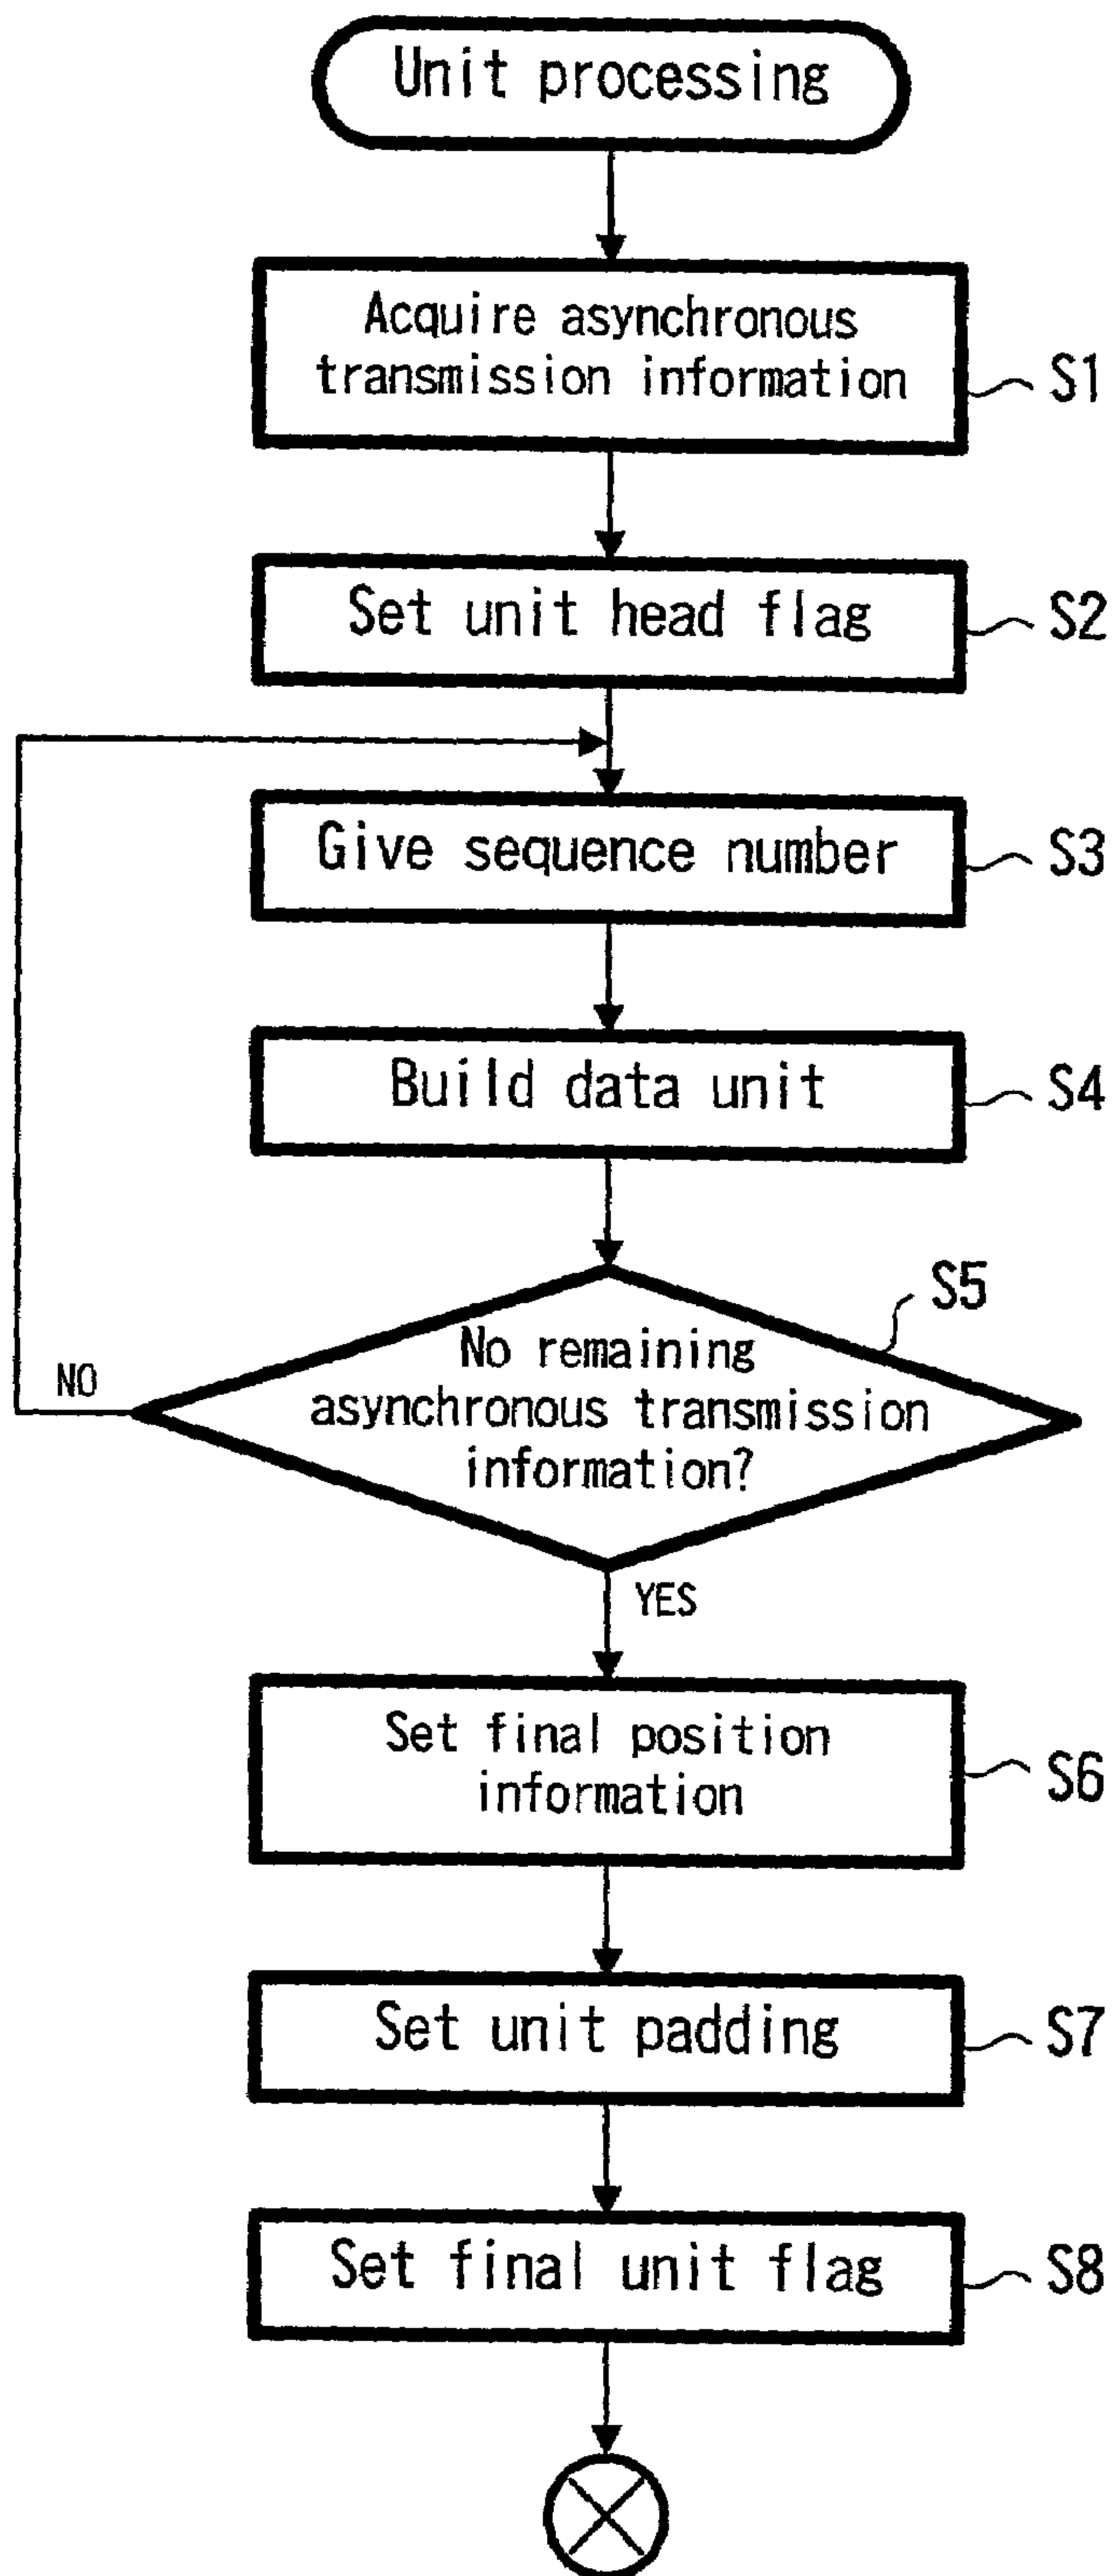 Unit processing
Acquire asynchronous
transmission information
S1
Set unit head flag
S2
Give sequence number
S3
Build data unit
S4
S5
No remaining
asynchronous transmission
information?
NO
YES
Set final position
information
S6
Set unit padding
S7
Set final unit flag
S8